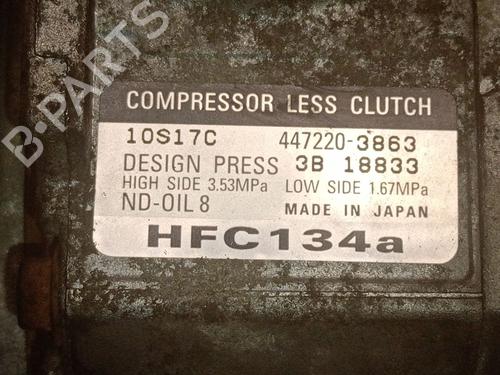 B-PARTS
COMPRESSOR LESS CLUTCH
10S17C 447220-3863
DESIGN PRESS 3B 18833
HIGH SIDE 3.53MPa LOW SIDE 1.67MPa
ND-OIL 8 MADE IN JAPAN
HFC134a